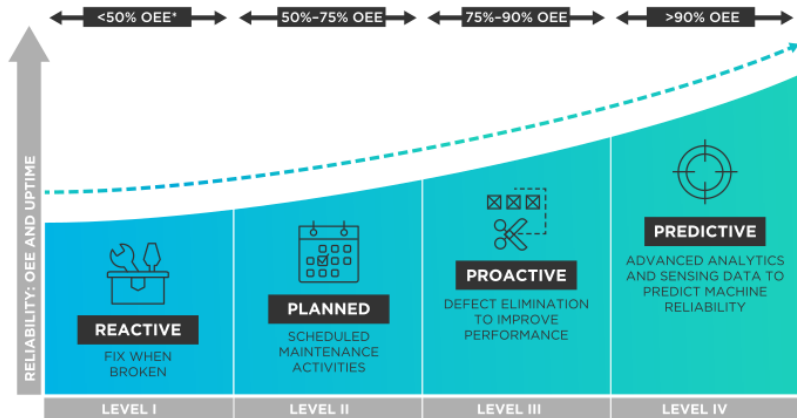 <50% OEE*
50%–75% OEE
75%–90% OEE
>90% OEE
RELIABILITY: OEE AND UPTIME
REACTIVE
FIX WHEN
BROKEN
PLANNED
SCHEDULED
MAINTENANCE
ACTIVITIES
PROACTIVE
DEFECT ELIMINATION
TO IMPROVE
PERFORMANCE
PREDICTIVE
ADVANCED ANALYTICS
AND SENSING DATA TO
PREDICT MACHINE
RELIABILITY
LEVEL I
LEVEL II
LEVEL III
LEVEL IV